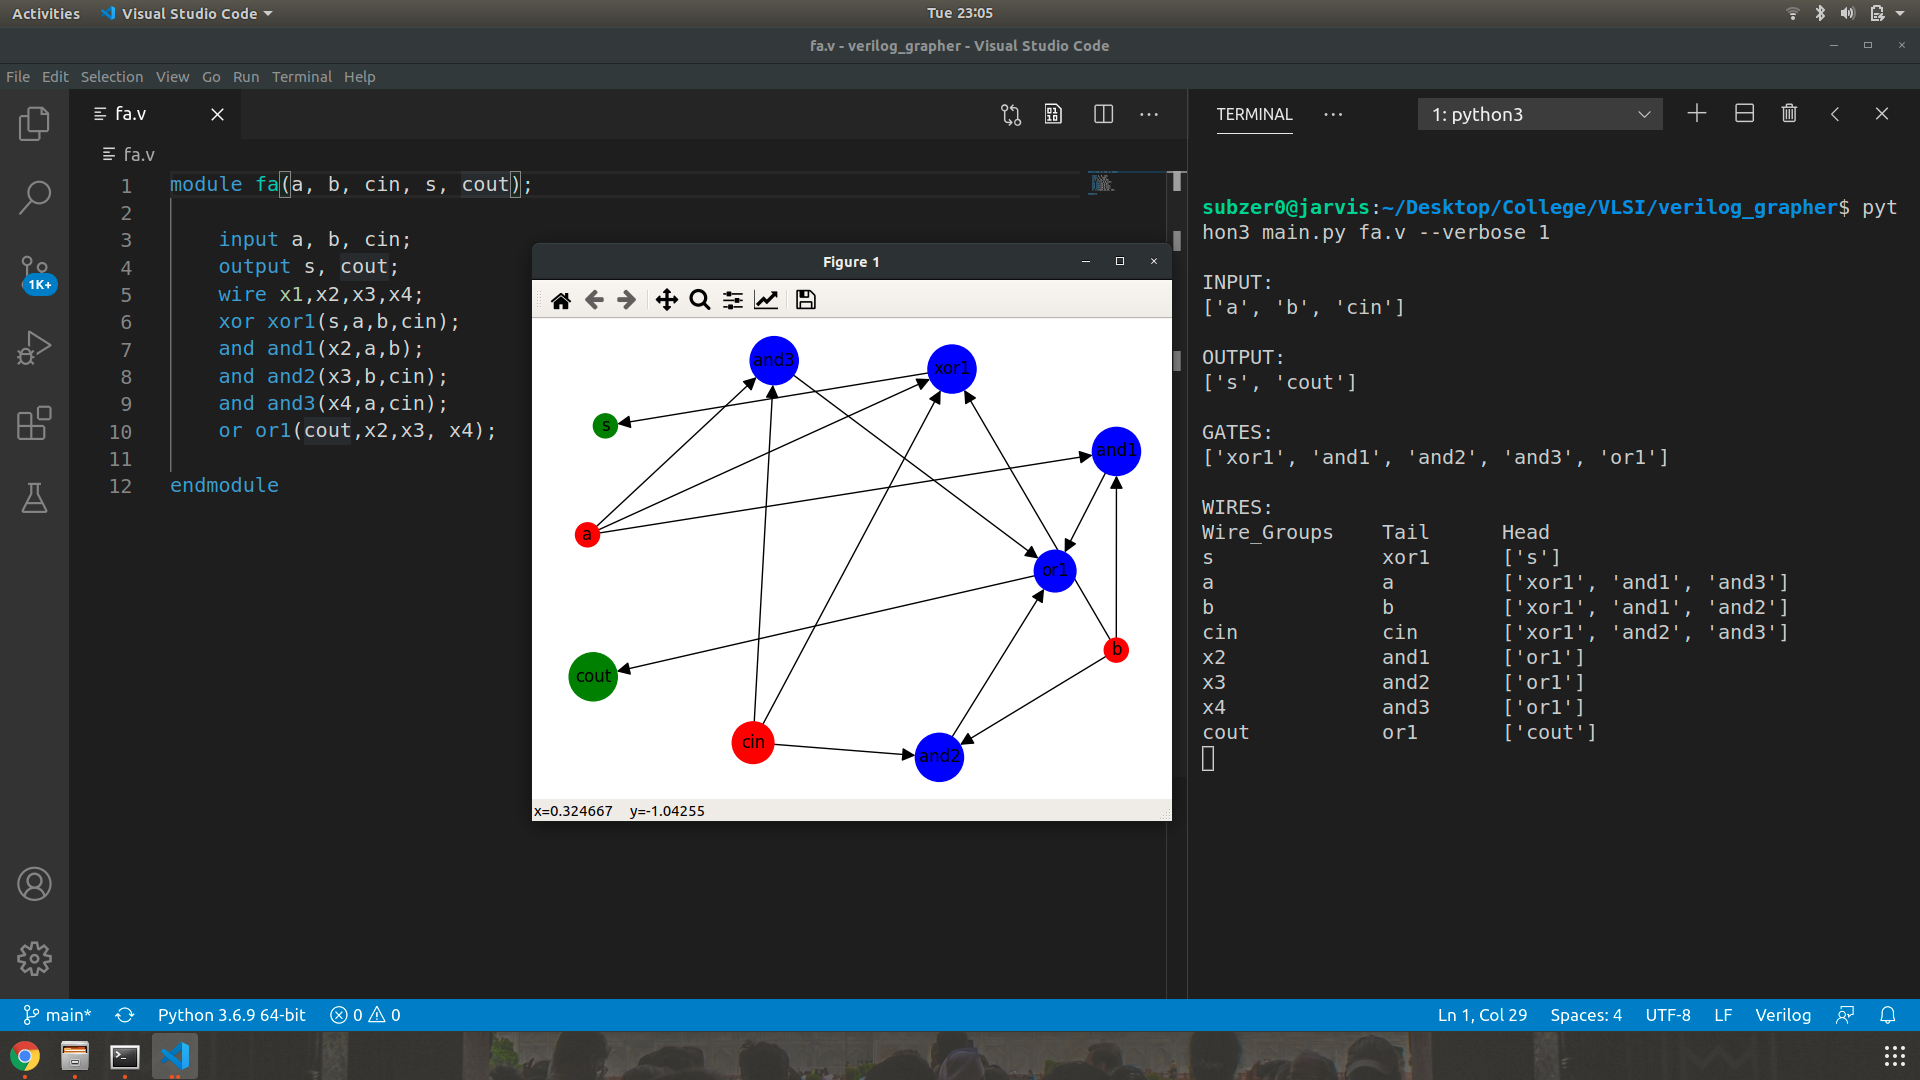 Activities Visual Studio Code Tue 23:05
fa.v - verilog_grapher - Visual Studio Code
File Edit Selection View Go Run Terminal Help
fa.v
fa.v
1 module fa(a, b, cin, s, cout);
2
3 input a, b, cin;
4 output s, cout;
5 wire x1,x2,x3,x4;
6 xor xor1(s,a,b,cin);
7 and and1(x2,a,b);
8 and and2(x3,b,cin);
9 and and3(x4,a,cin);
10 or or1(cout,x2,x3, x4);
11
12 endmodule
1K+
Figure 1
and3
xor1
s
and1
a
or1
b
cout
cin
and2
x=0.324667 y=-1.04255
TERMINAL 1: python3
subzer0@jarvis:~/Desktop/College/VLSI/verilog_grapher$ pyt
hon3 main.py fa.v --verbose 1
INPUT:
['a', 'b', 'cin']
OUTPUT:
['s', 'cout']
GATES:
['xor1', 'and1', 'and2', 'and3', 'or1']
WIRES:
Wire_Groups Tail Head
s xor1 ['s']
a a ['xor1', 'and1', 'and3']
b b ['xor1', 'and1', 'and2']
cin cin ['xor1', 'and2', 'and3']
x2 and1 ['or1']
x3 and2 ['or1']
x4 and3 ['or1']
cout or1 ['cout']
main* Python 3.6.9 64-bit 0 0 Ln 1, Col 29 Spaces: 4 UTF-8 LF Verilog